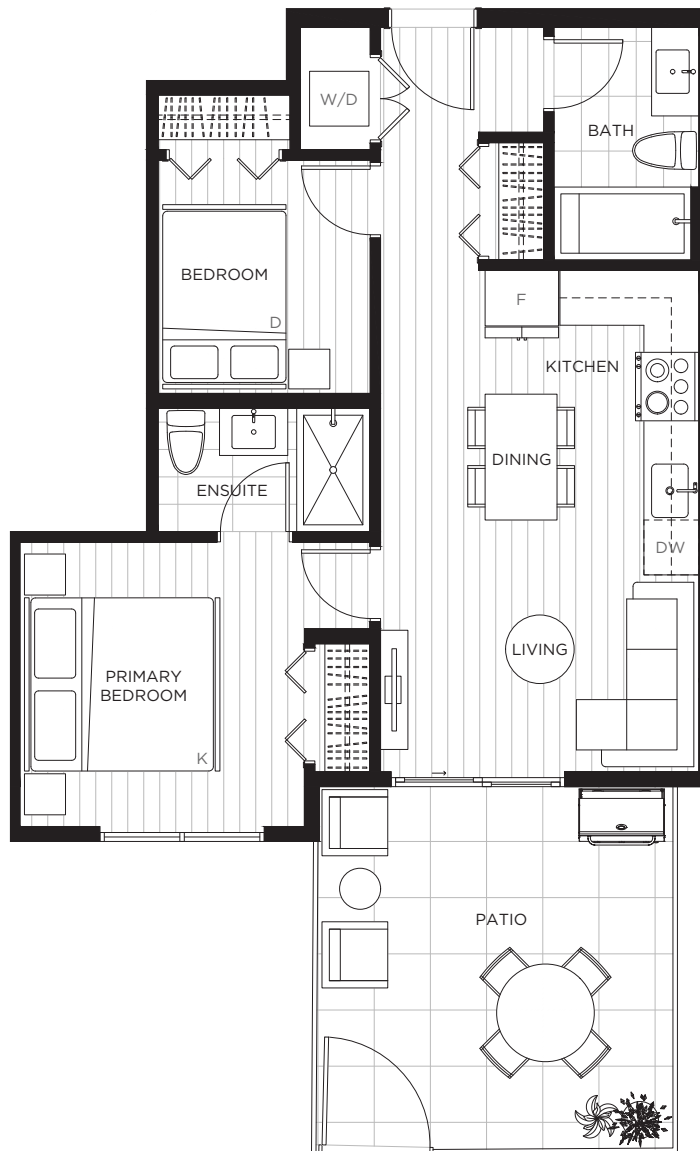 W/D
BATH
BEDROOM
D
F
KITCHEN
DINING
ENSUITE
DW
LIVING
PRIMARY
BEDROOM
K
PATIO